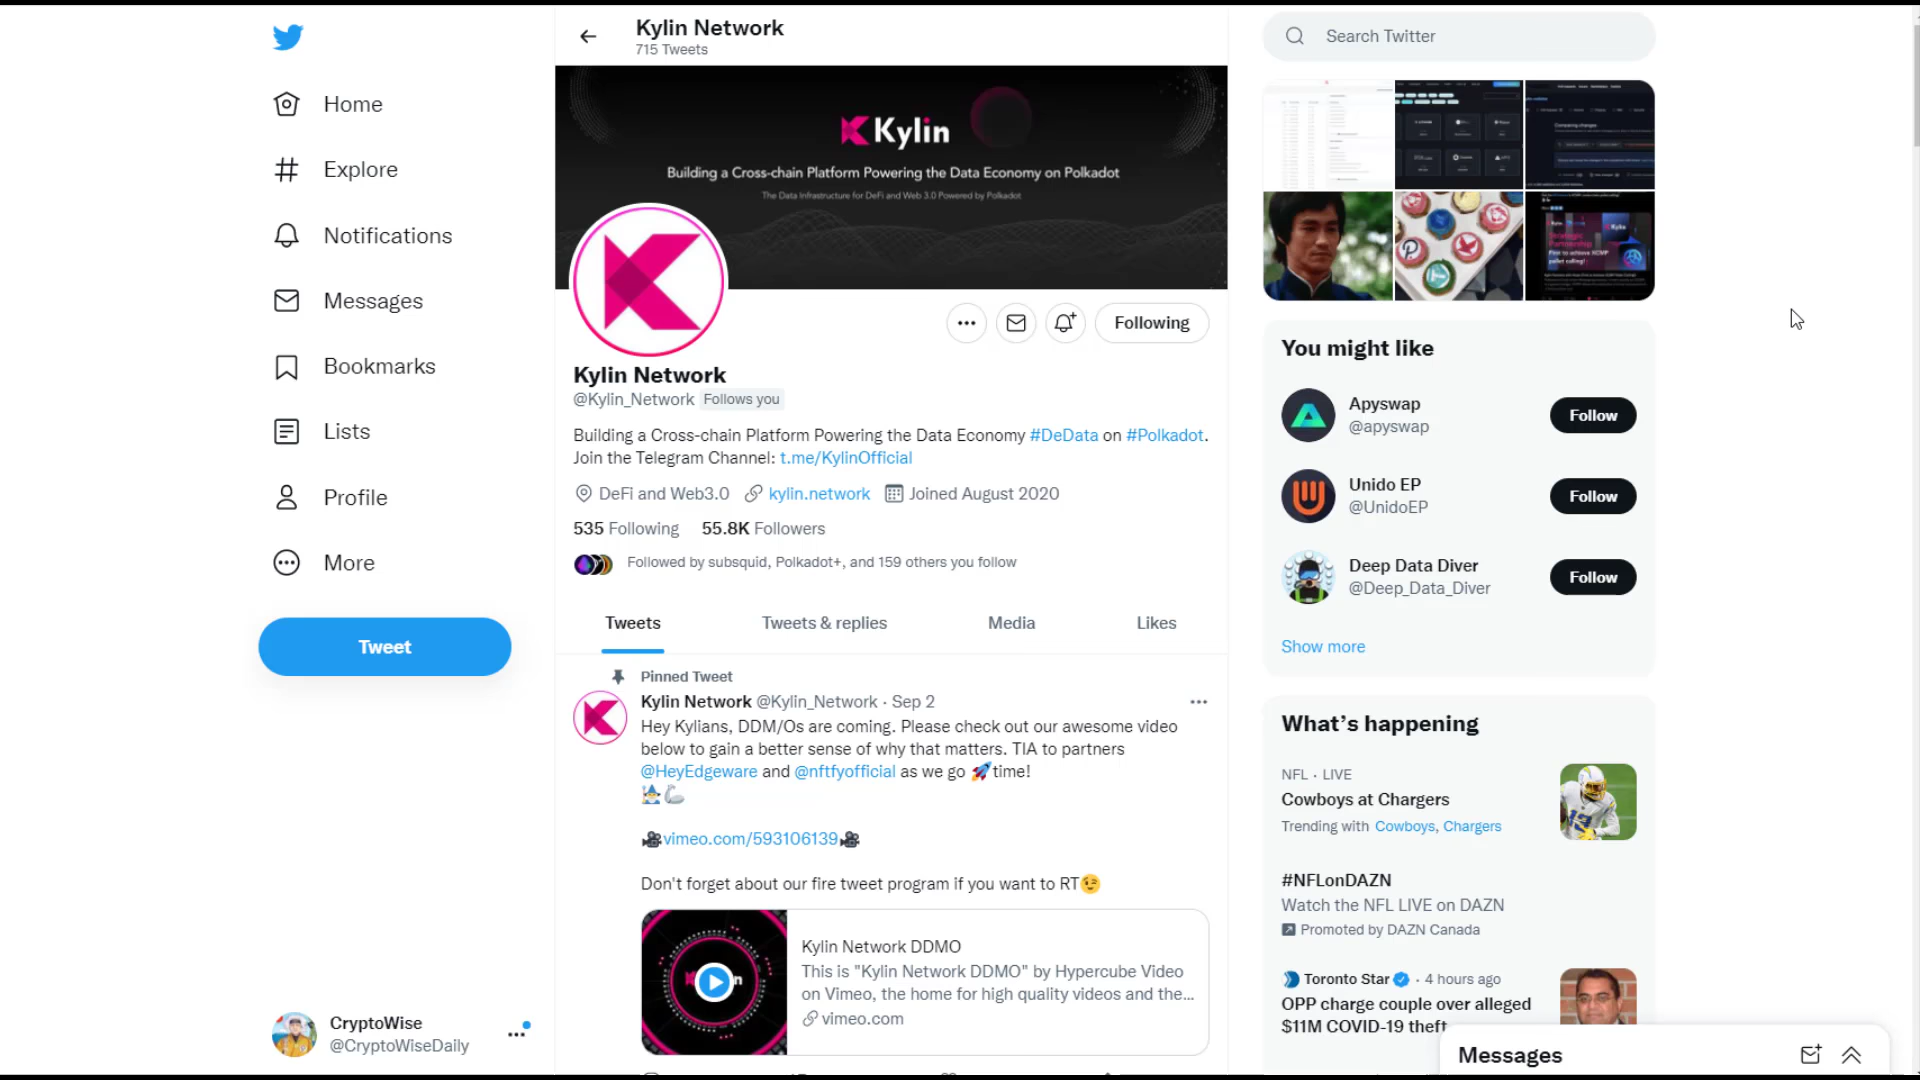 Home
Explore
Notifications
Messages
Bookmarks
Lists
Profile
More
Tweet
CryptoWise
@CryptoWiseDaily
Kylin Network
715 Tweets
Kylin
Building a Cross-chain Platform Powering the Data Economy on Polkadot
The Data Infrastructure for DeFi and Web 3.0 Powered by Polkadot
Following
Kylin Network
@Kylin_Network Follows you
Building a Cross-chain Platform Powering the Data Economy #DeData on #Polkadot.
Join the Telegram Channel: t.me/KylinOfficial
DeFi and Web3.0 kylin.network Joined August 2020
535 Following 55.8K Followers
Followed by subsquid, Polkadot+, and 159 others you follow
Tweets Tweets & replies Media Likes
Pinned Tweet
Kylin Network @Kylin_Network · Sep 2
Hey Kylians, DDM/Os are coming. Please check out our awesome video
below to gain a better sense of why that matters. TIA to partners
@HeyEdgeware and @nftfyofficial as we go 🚀time!
🎥vimeo.com/593106139🎥
Don't forget about our fire tweet program if you want to RT😉
Kylin Network DDMO
This is "Kylin Network DDMO" by Hypercube Video
on Vimeo, the home for high quality videos and the...
vimeo.com
Search Twitter
You might like
Apyswap
@apyswap
Follow
Unido EP
@UnidoEP
Follow
Deep Data Diver
@Deep_Data_Diver
Follow
Show more
What's happening
NFL · LIVE
Cowboys at Chargers
Trending with Cowboys, Chargers
#NFLonDAZN
Watch the NFL LIVE on DAZN
Promoted by DAZN Canada
Toronto Star · 4 hours ago
OPP charge couple over alleged
$11M COVID-19 theft
Messages